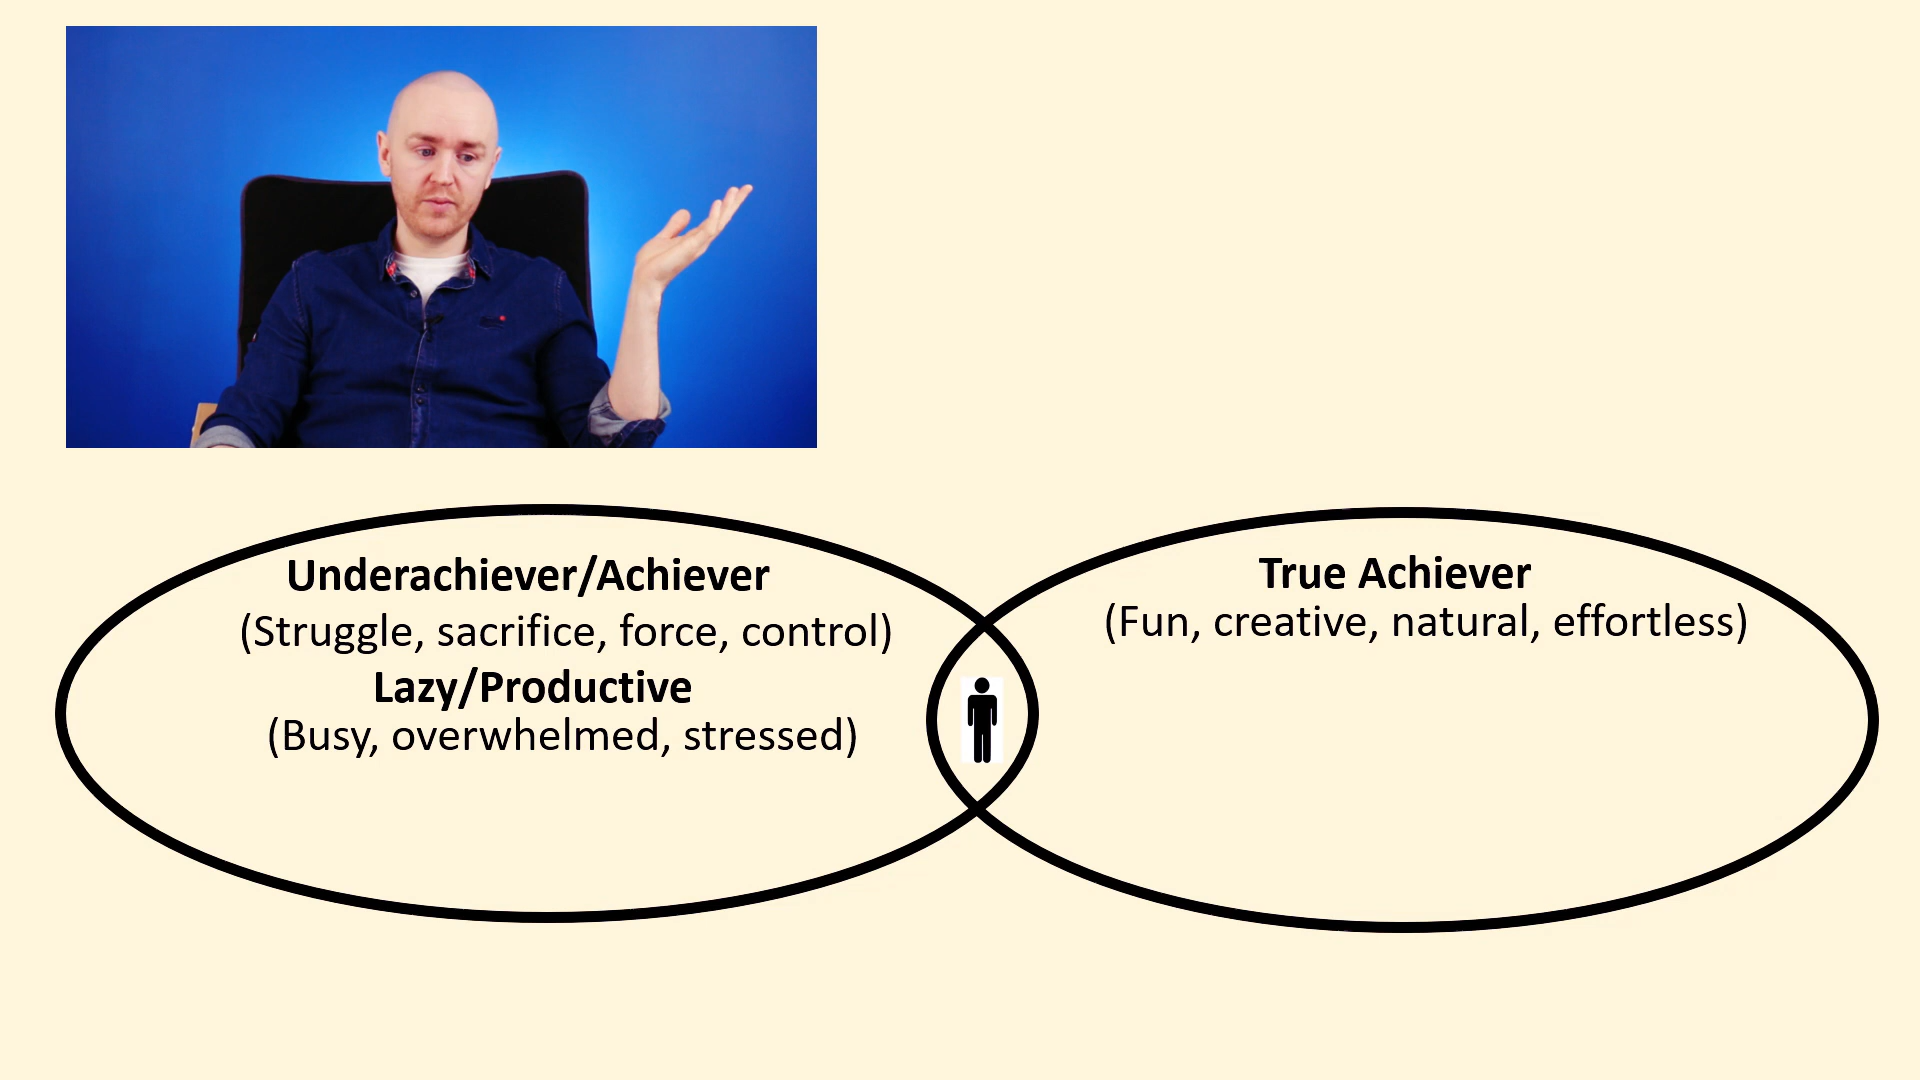 Underachiever/Achiever
(Struggle, sacrifice, force, control)
Lazy/Productive
(Busy, overwhelmed, stressed)
True Achiever
(Fun, creative, natural, effortless)